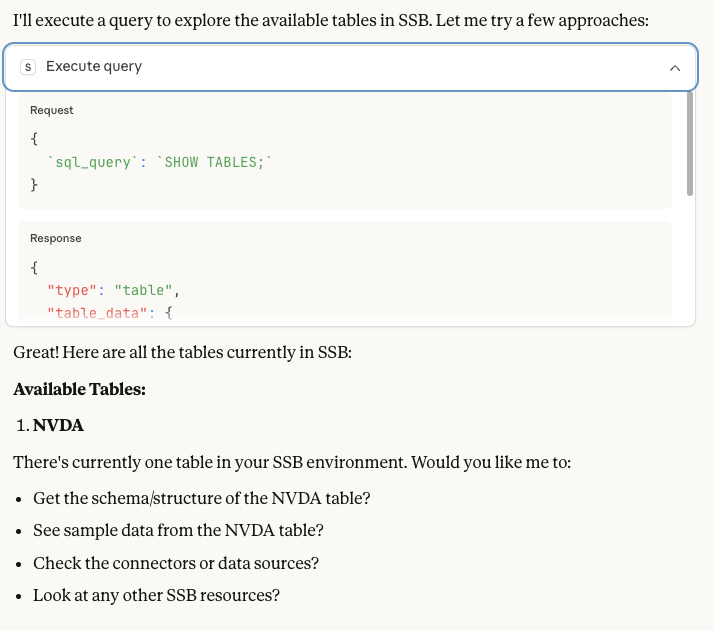 I'll execute a query to explore the available tables in SSB. Let me try a few approaches:
S Execute query
Request
{
`sql_query`: `SHOW TABLES;`
}
Response
{
"type": "table",
"table_data": {
Great! Here are all the tables currently in SSB:
Available Tables:
1. NVDA
There's currently one table in your SSB environment. Would you like me to:
• Get the schema/structure of the NVDA table?
• See sample data from the NVDA table?
• Check the connectors or data sources?
• Look at any other SSB resources?